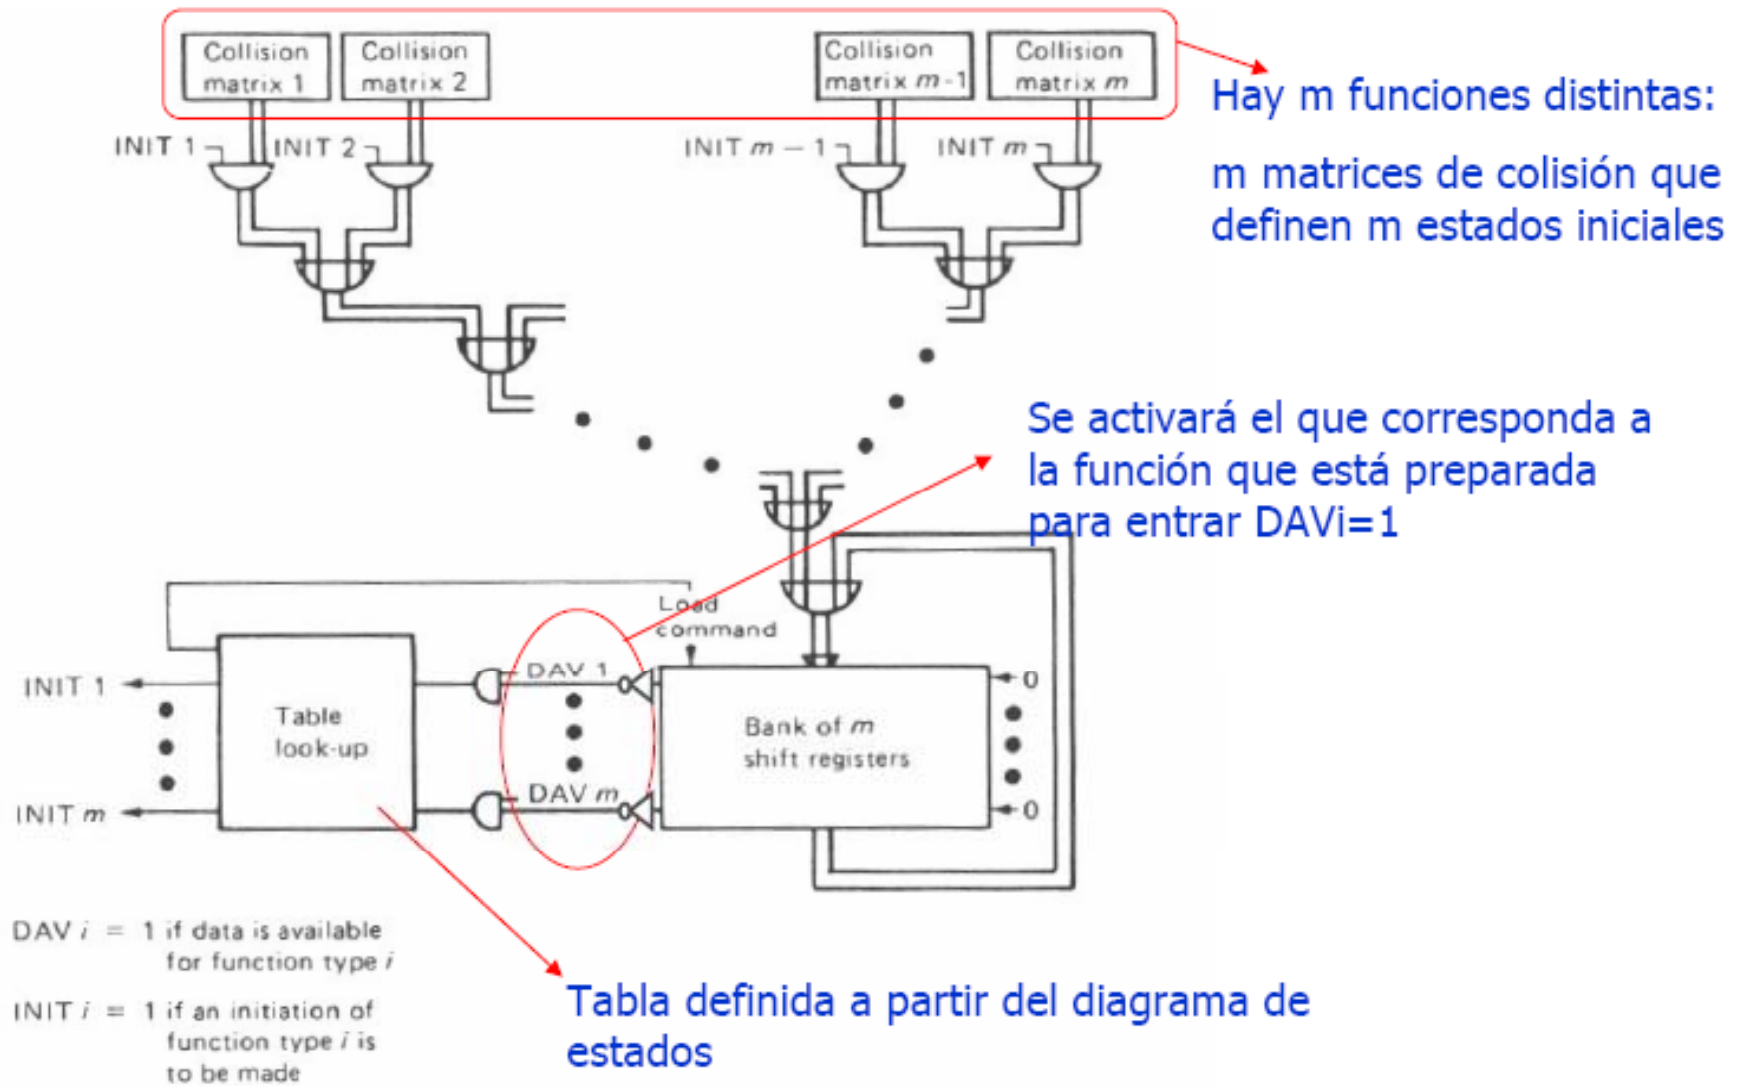 Collision
matrix 1
Collision
matrix 2
Collision
matrix m-1
Collision
matrix m
Hay m funciones distintas:
m matrices de colisión que
definen m estados iniciales
INIT 1
INIT 2
INIT m – 1
INIT m
Se activará el que corresponda a
la función que está preparada
para entrar DAVi=1
Load
command
INIT 1
Table
look-up
DAV 1
Bank of m
shift registers
0
INIT m
DAV m
0
DAV i = 1 if data is available
for function type i
INIT i = 1 if an initiation of
function type i is
to be made
Tabla definida a partir del diagrama de
estados